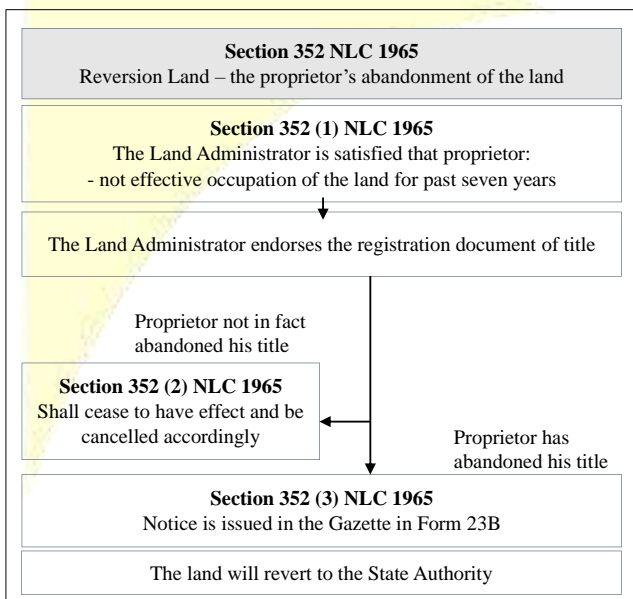 Section 352 NLC 1965
Reversion Land – the proprietor's abandonment of the land
Section 352 (1) NLC 1965
The Land Administrator is satisfied that proprietor:
- not effective occupation of the land for past seven years
The Land Administrator endorses the registration document of title
Proprietor not in fact
abandoned his title
Section 352 (2) NLC 1965
Shall cease to have effect and be
cancelled accordingly
Proprietor has
abandoned his title
Section 352 (3) NLC 1965
Notice is issued in the Gazette in Form 23B
The land will revert to the State Authority